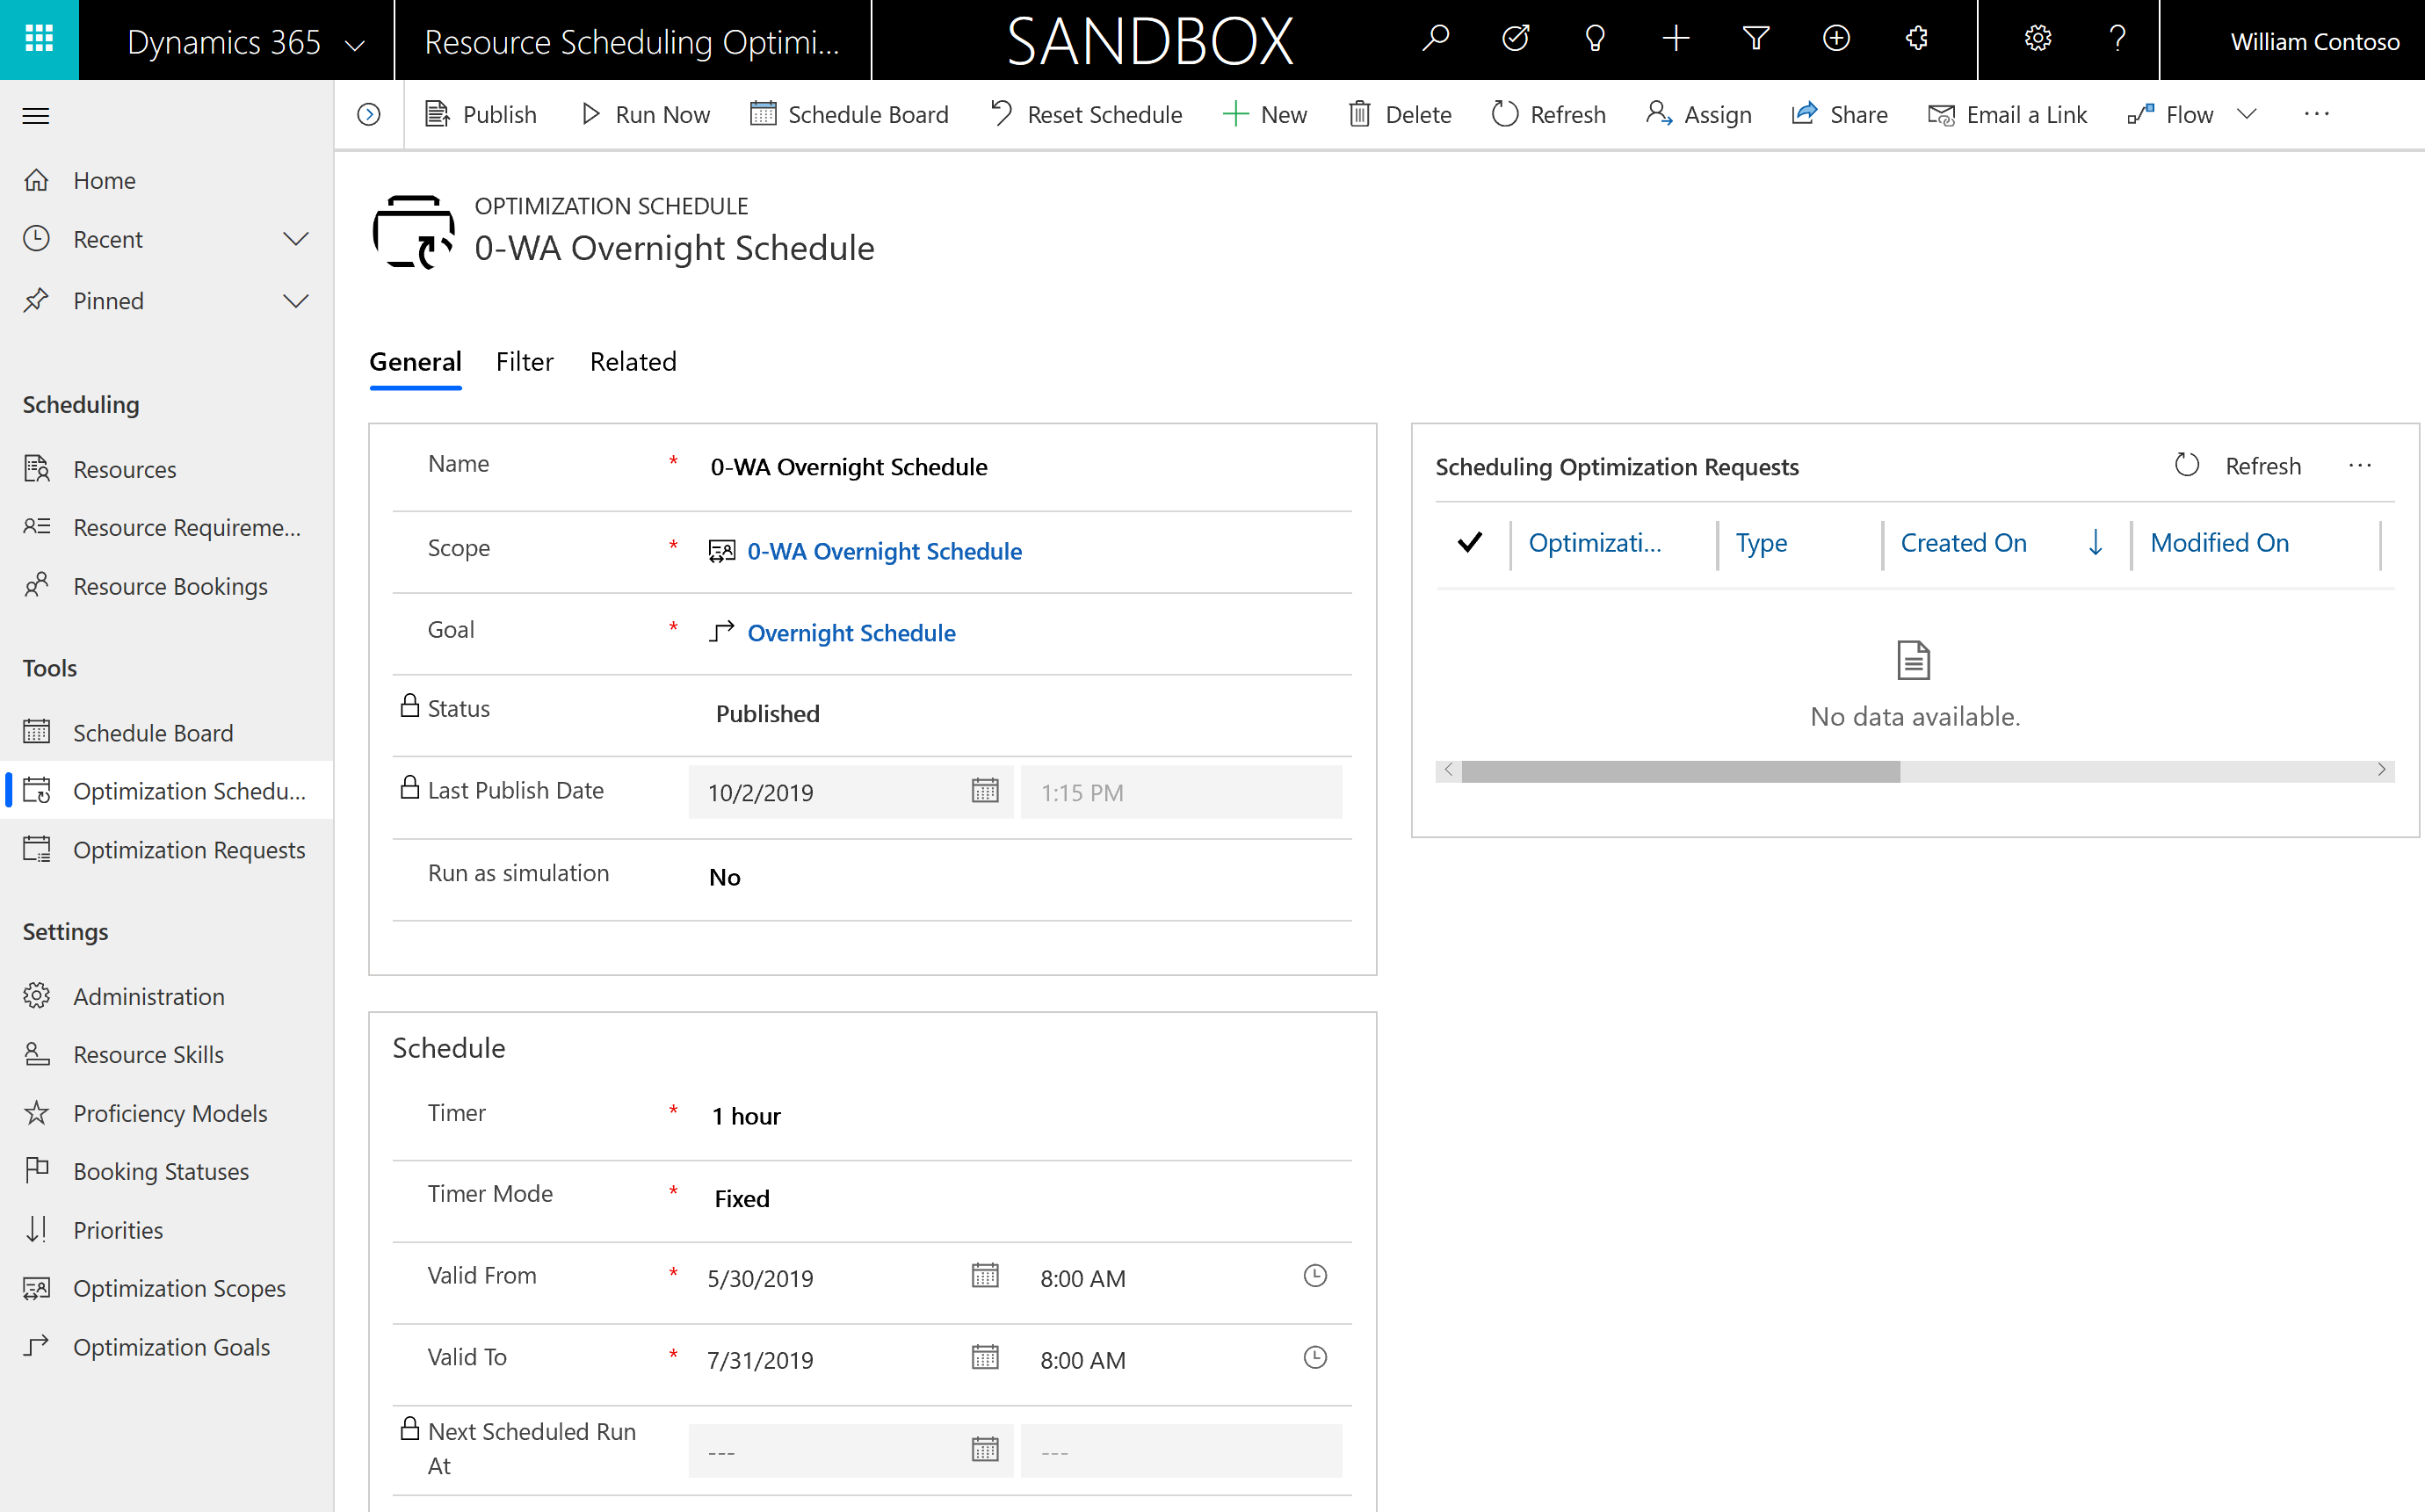 Dynamics 365
Resource Scheduling Optimi...
SANDBOX
William Contoso
Publish
Run Now
Schedule Board
Reset Schedule
New
Delete
Refresh
Assign
Share
Email a Link
Flow
Home
Recent
Pinned
Scheduling
Resources
Resource Requireme...
Resource Bookings
Tools
Schedule Board
Optimization Schedu...
Optimization Requests
Settings
Administration
Resource Skills
Proficiency Models
Booking Statuses
Priorities
Optimization Scopes
Optimization Goals
OPTIMIZATION SCHEDULE
0-WA Overnight Schedule
General Filter Related
Name * 0-WA Overnight Schedule
Scope * 0-WA Overnight Schedule
Goal * Overnight Schedule
Status Published
Last Publish Date 10/2/2019 1:15 PM
Run as simulation No
Schedule
Timer * 1 hour
Timer Mode * Fixed
Valid From * 5/30/2019 8:00 AM
Valid To * 7/31/2019 8:00 AM
Next Scheduled Run
At
--- ---
Scheduling Optimization Requests
Refresh ...
Optimizati... Type Created On Modified On
No data available.